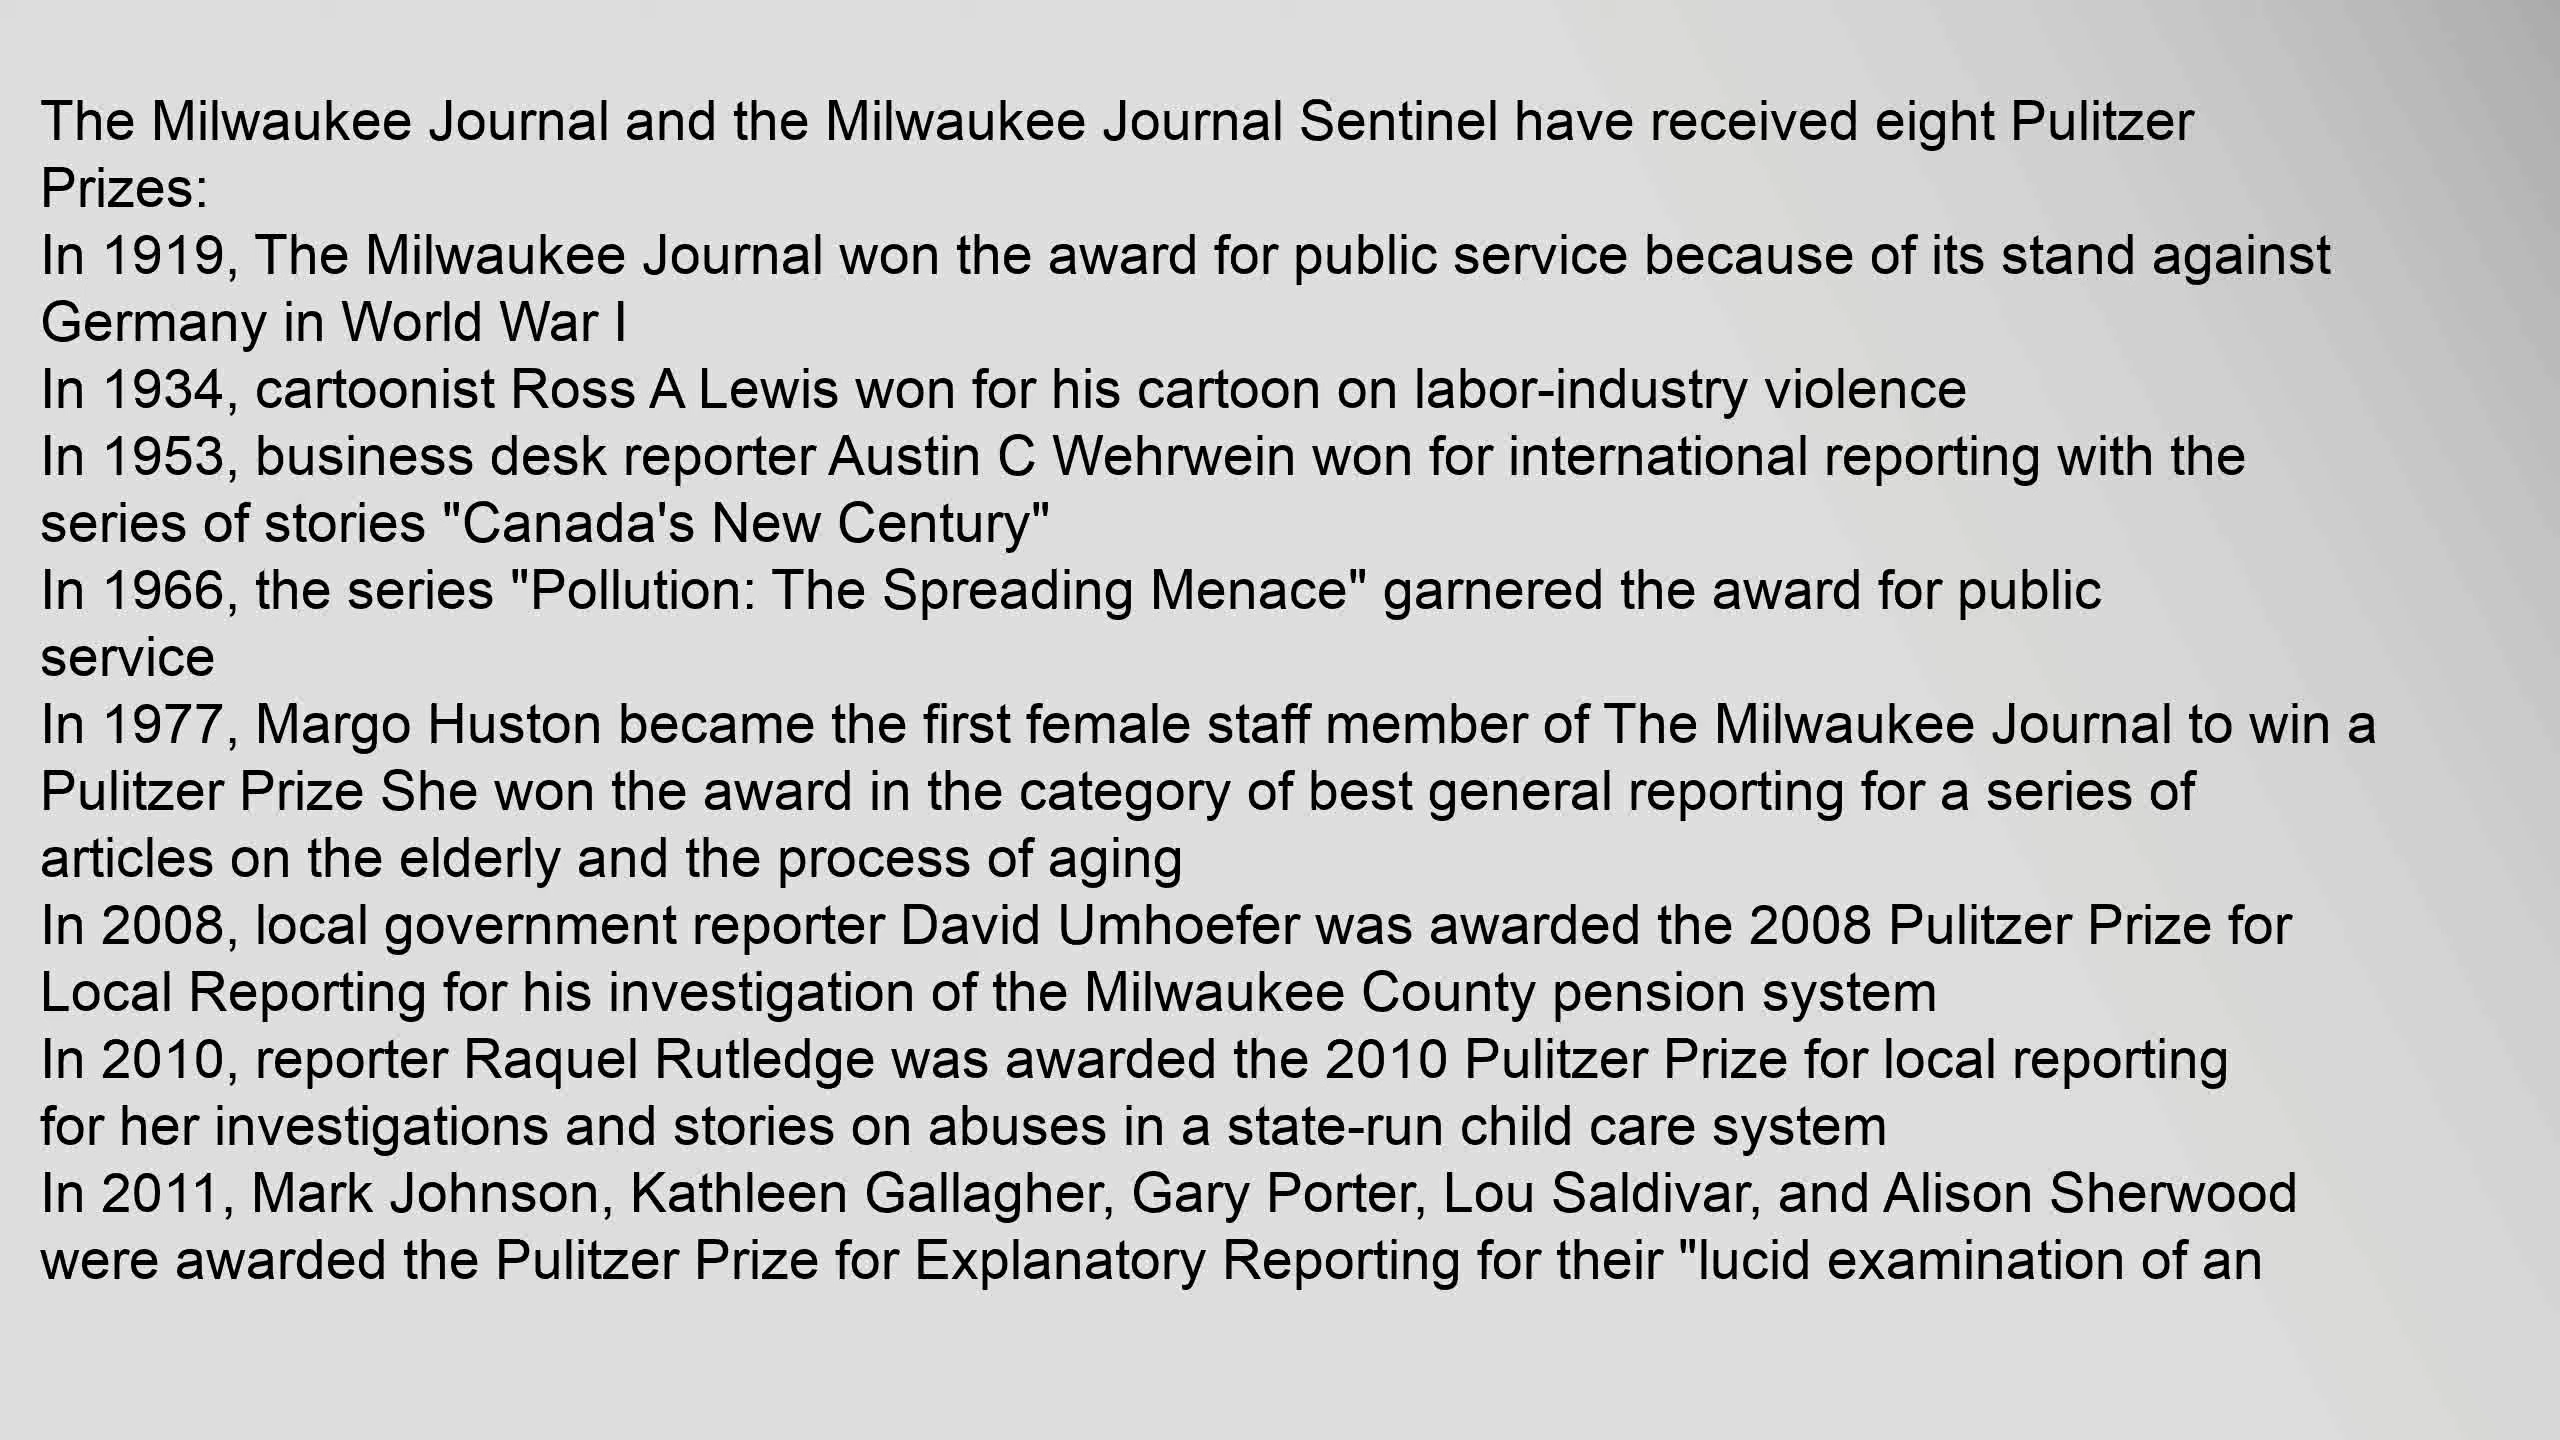 The Milwaukee Journal and the Milwaukee Journal Sentinel have received eight Pulitzer
Prizes:
In 1919, The Milwaukee Journal won the award for public service because of its stand against
Germany in World War I
In 1934, cartoonist Ross A Lewis won for his cartoon on labor-industry violence
In 1953, business desk reporter Austin C Wehrwein won for international reporting with the
series of stories "Canada's New Century"
In 1966, the series "Pollution: The Spreading Menace" garnered the award for public
service
In 1977, Margo Huston became the first female staff member of The Milwaukee Journal to win a
Pulitzer Prize She won the award in the category of best general reporting for a series of
articles on the elderly and the process of aging
In 2008, local government reporter David Umhoefer was awarded the 2008 Pulitzer Prize for
Local Reporting for his investigation of the Milwaukee County pension system
In 2010, reporter Raquel Rutledge was awarded the 2010 Pulitzer Prize for local reporting
for her investigations and stories on abuses in a state-run child care system
In 2011, Mark Johnson, Kathleen Gallagher, Gary Porter, Lou Saldivar, and Alison Sherwood
were awarded the Pulitzer Prize for Explanatory Reporting for their "lucid examination of an